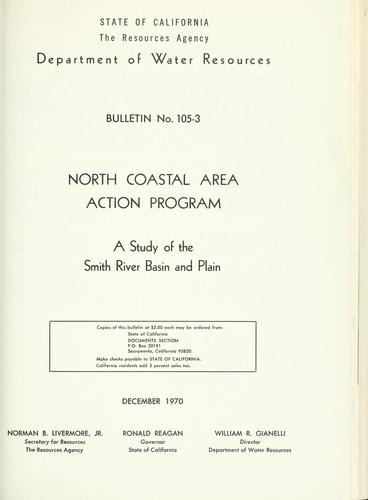 STATE OF CALIFORNIA
The Resources Agency
Department of Water Resources
BULLETIN No. 105-3
NORTH COASTAL AREA
ACTION PROGRAM
A Study of the
Smith River Basin and Plain
Copies of this bulletin at $2.00 each may be ordered from:
State of California
DOCUMENTS SECTION
P.O. Box 20191
Sacramento, California 95820
Make checks payable to STATE OF CALIFORNIA.
California residents add 5 percent sales tax.
DECEMBER 1970
NORMAN B. LIVERMORE, JR. RONALD REAGAN WILLIAM R. GIANELLI
Secretary for Resources Governor Director
The Resources Agency State of California Department of Water Resources